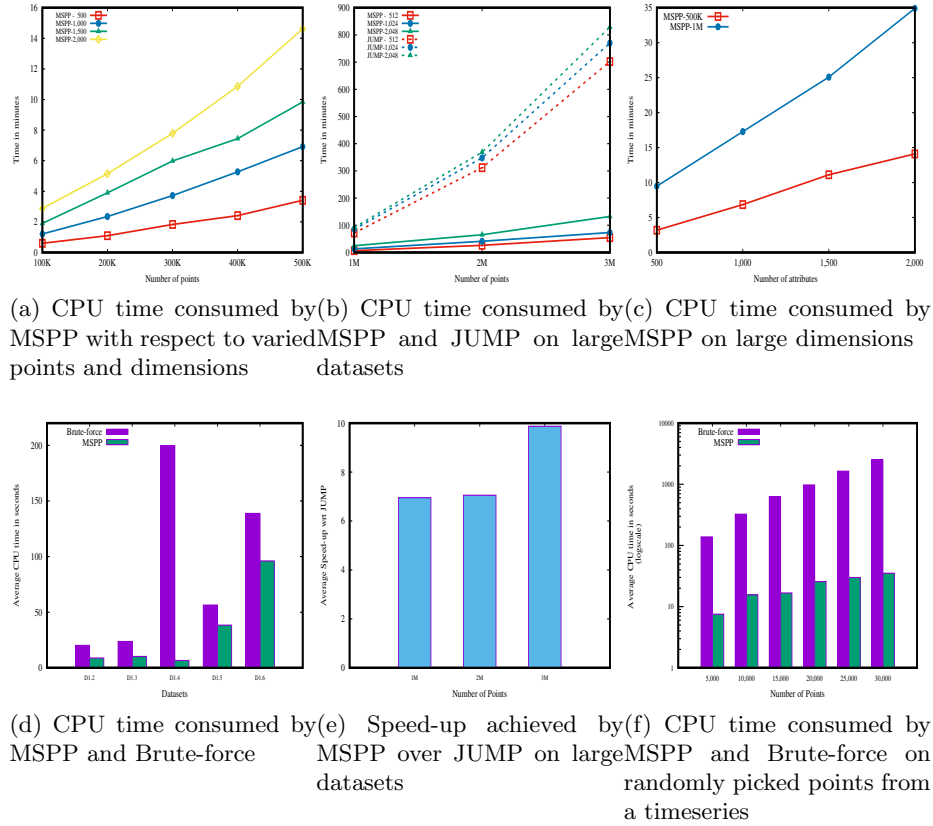 16
14
12
10
8
6
4
2
0
Time in minutes
MSPP - 500
MSPP-1,000
MSPP-1,500
MSPP-2,000
100K 200K 300K 400K 500K
Number of points
900
800
700
600
500
400
300
200
100
0
Time in minutes
MSPP - 512
MSPP-1,024
MSPP-2,048
JUMP - 512
JUMP-1,024
JUMP-2,048
1M 2M 3M
Number of points
35
30
25
20
15
10
5
0
Time in minutes
MSPP-500K
MSPP-1M
500 1,000 1,500 2,000
Number of attributes
(a) CPU time consumed by
MSPP with respect to varied
points and dimensions
(b) CPU time consumed by
MSPP and JUMP on large
datasets
(c) CPU time consumed by
MSPP on large dimensions
200
150
100
50
0
Average CPU time in seconds
Brute-force
MSPP
D1.2 D1.3 D1.4 D1.5 D1.6
Datasets
10
8
6
4
2
0
Average Speed-up wrt JUMP
1M 2M 3M
Number of Points
10000
1000
100
10
1
Average CPU time in seconds
(logscale)
Brute-force
MSPP
5,000 10,000 15,000 20,000 25,000 30,000
Number of Points
(d) CPU time consumed by
MSPP and Brute-force
(e) Speed-up achieved by
MSPP over JUMP on large
datasets
(f) CPU time consumed by
MSPP and Brute-force on
randomly picked points from
a timeseries